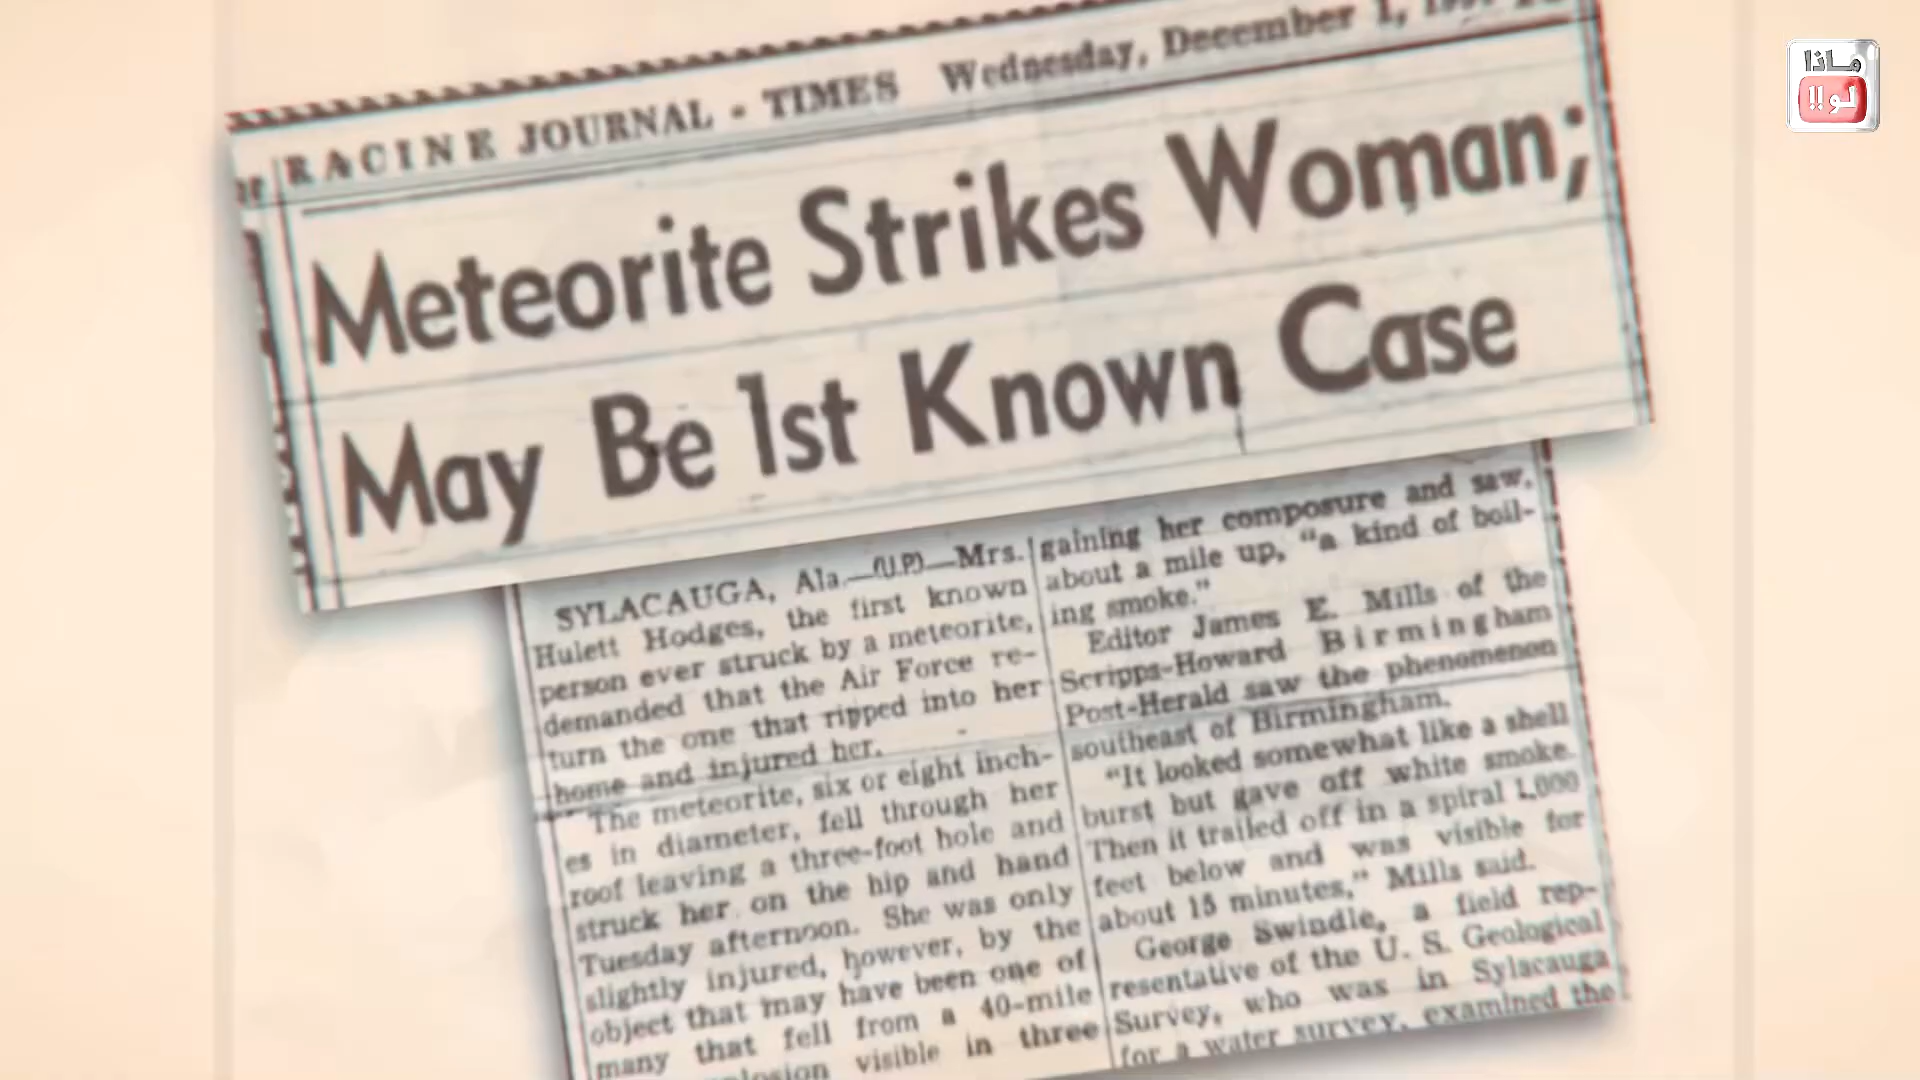 RACINE JOURNAL - TIMES Wednesday, December 1,
Meteorite Strikes Woman;
May Be 1st Known Case
SYLACAUGA, Ala.—(U.P.)—Mrs.
Hulett Hodges, the first known
person ever struck by a meteorite,
demanded that the Air Force re-
turn the one that ripped into her
home and injured her.
The meteorite, six or eight inch-
es in diameter, fell through her
roof leaving a three-foot hole and
struck her on the hip and hand
Tuesday afternoon. She was only
slightly injured, however, by the
object that may have been one of
many that fell from a 40-mile
visible in three
gaining her composure and saw,
about a mile up, "a kind of boil-
ing smoke."
Editor James E. Mills of the
Scripps-Howard Birmingham
Post-Herald saw the phenomenon
southeast of Birmingham.
"It looked somewhat like a shell
burst but gave off white smoke.
Then it trailed off in a spiral 1,000
feet below and was visible for
about 15 minutes," Mills said.
George Swindle, a field rep-
resentative of the U. S. Geological
Survey, who was in Sylacauga
for a water survey, examined the
ماذا
لو!!